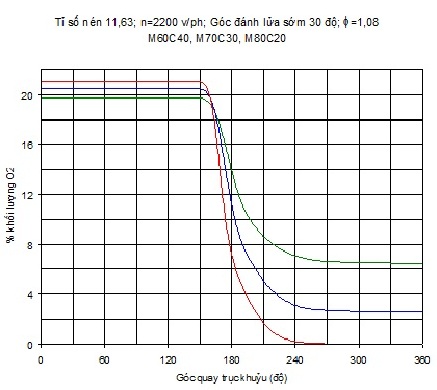 Tỉ số nén 11,63; n=2200 v/ph; Góc đánh lửa sớm 30 độ; ϕ=1,08
M60C40, M70C30, M80C20
% khối lượng O2
20
16
12
8
4
0
0 60 120 180 240 300 360
Góc quay trục khuỷu (độ)